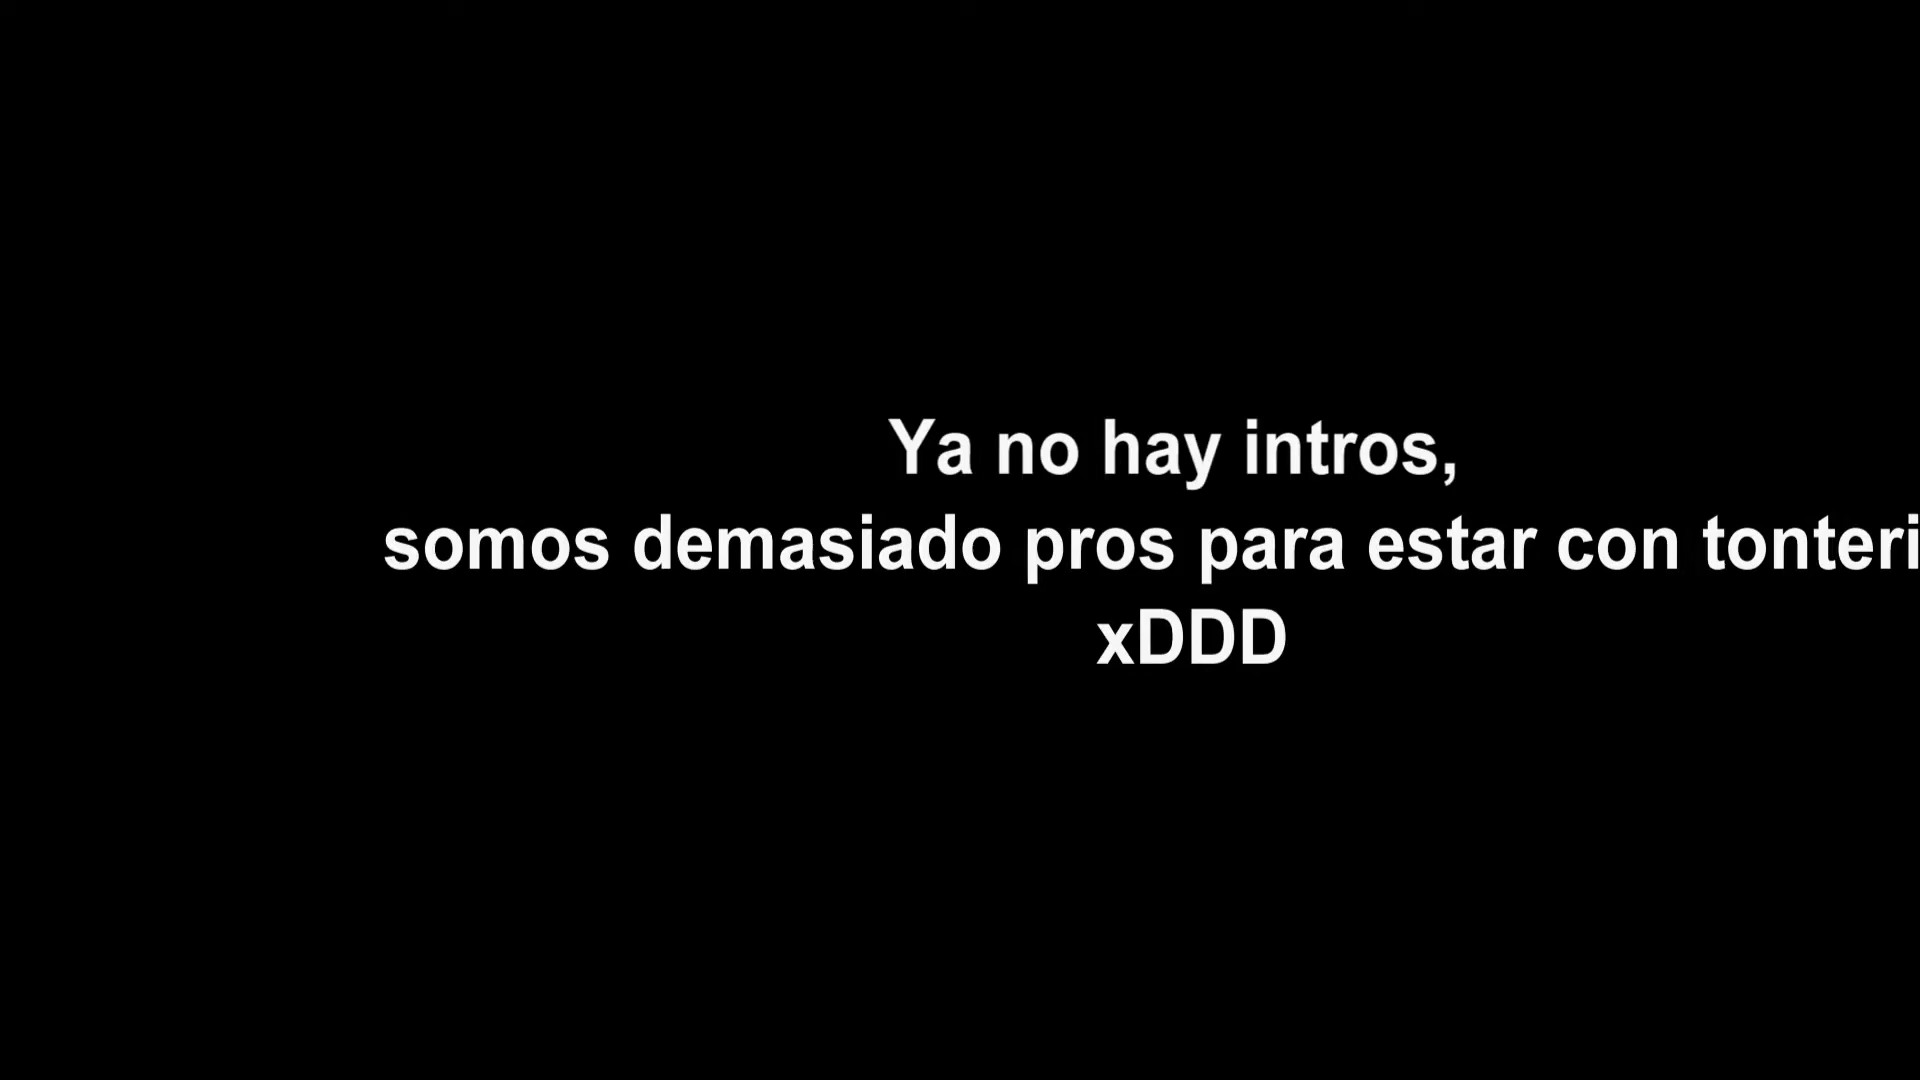 Ya no hay intros,
somos demasiado pros para estar con tonteri
xDDD